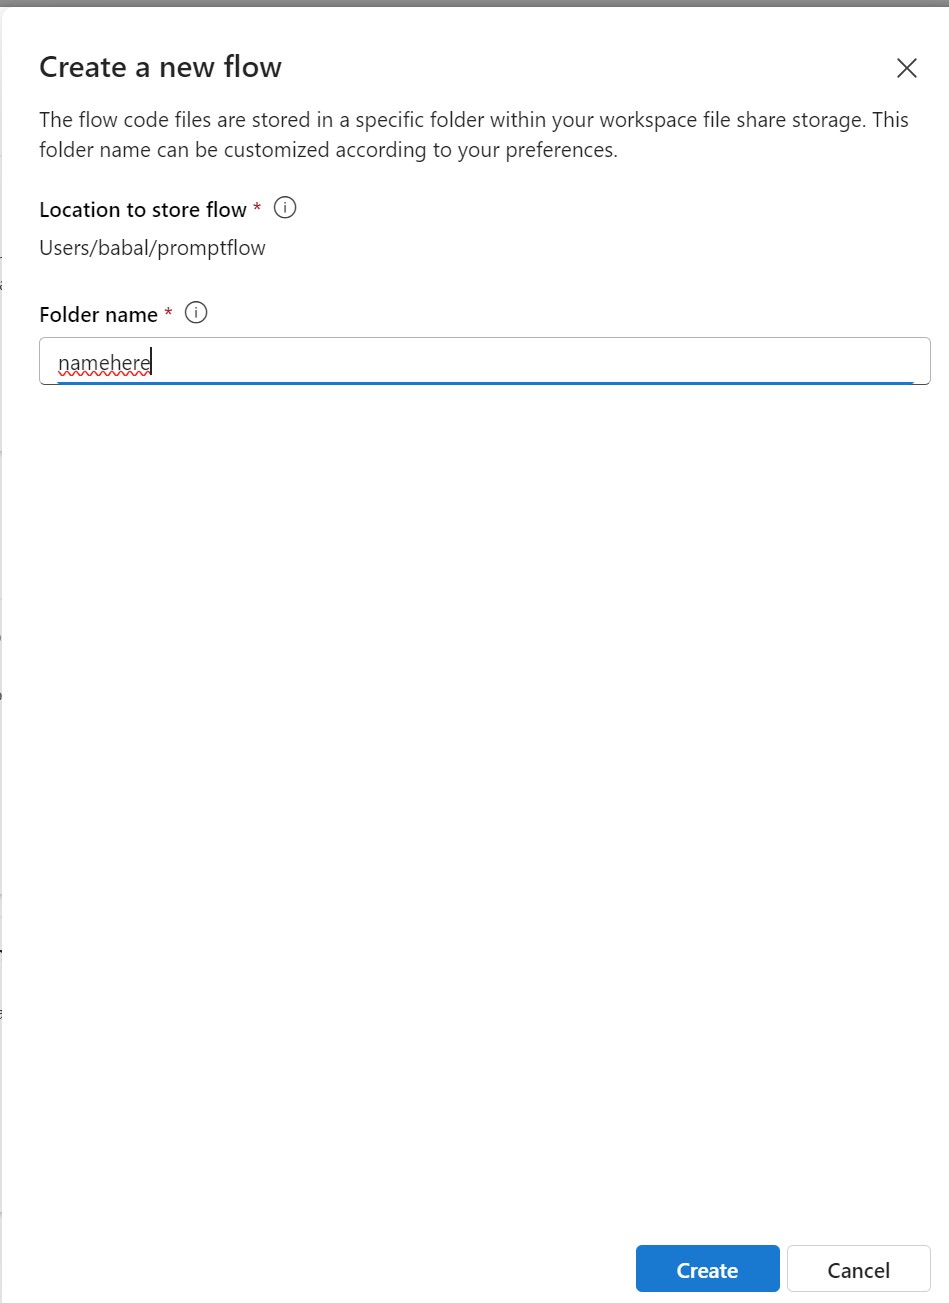 Create a new flow
The flow code files are stored in a specific folder within your workspace file share storage. This
folder name can be customized according to your preferences.
Location to store flow *
Users/babal/promptflow
Folder name *
namehere
Create
Cancel